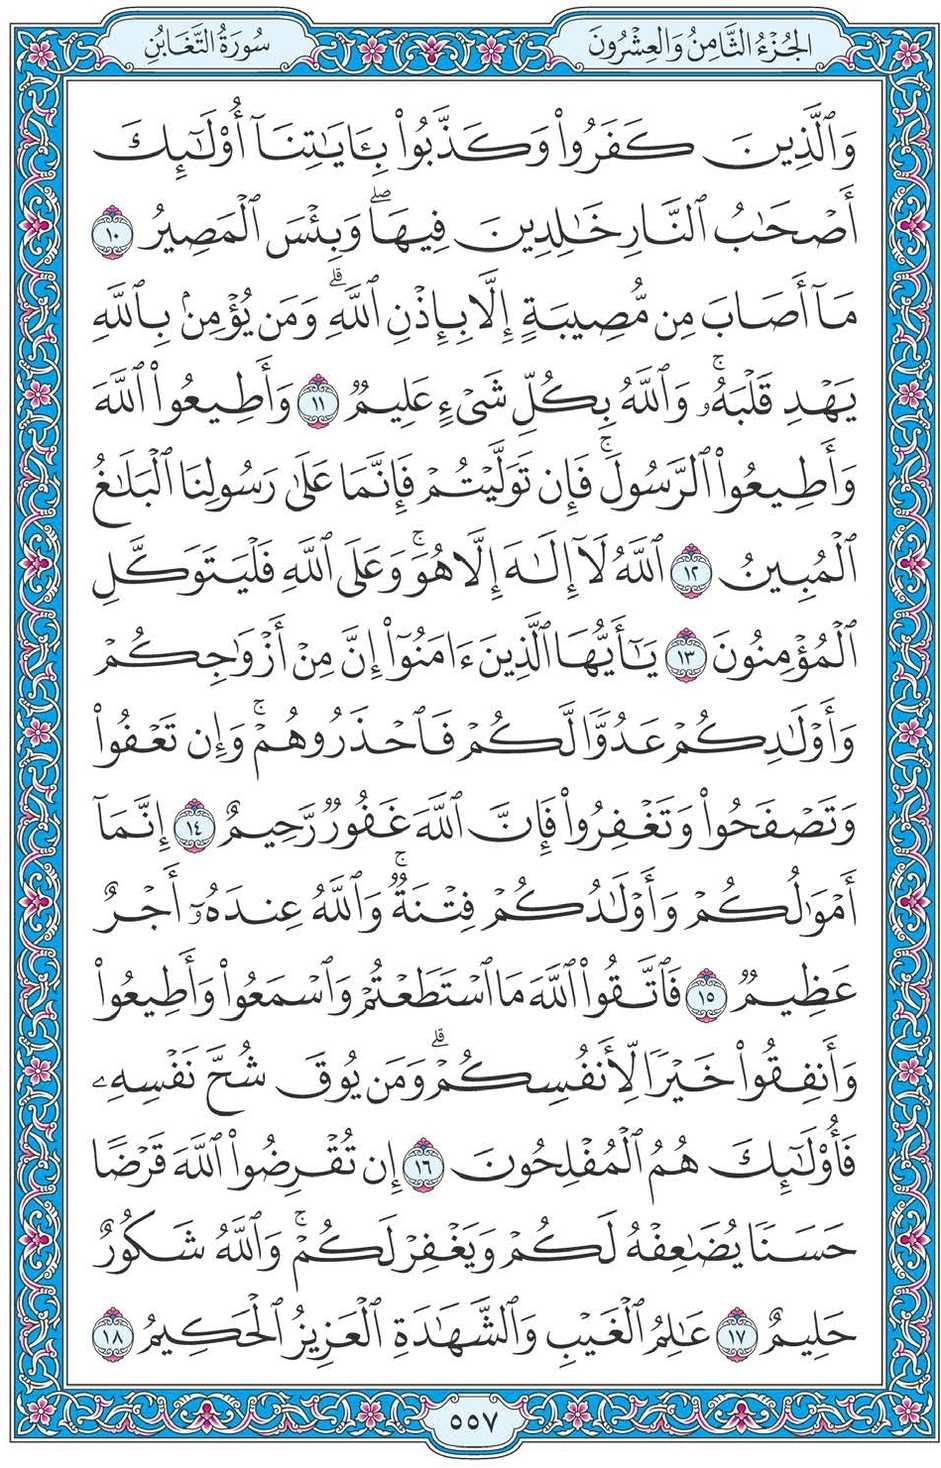 الجُزْءُ الثَّامِنُ وَالعِشْرُونَ
سُورَةُ التَّغَابُنِ
وَٱلَّذِينَ كَفَرُواْ وَكَذَّبُواْ بِـَٔايَٰتِنَآ أُوْلَٰٓئِكَ
أَصۡحَٰبُ ٱلنَّارِ خَٰلِدِينَ فِيهَاۖ وَبِئۡسَ ٱلۡمَصِيرُ ١٠
مَآ أَصَابَ مِن مُّصِيبَةٍ إِلَّا بِإِذۡنِ ٱللَّهِۗ وَمَن يُؤۡمِنۢ بِٱللَّهِ
يَهۡدِ قَلۡبَهُۥۚ وَٱللَّهُ بِكُلِّ شَيۡءٍ عَلِيمٞ ١١ وَأَطِيعُواْ ٱللَّهَ
وَأَطِيعُواْ ٱلرَّسُولَۚ فَإِن تَوَلَّيۡتُمۡ فَإِنَّمَا عَلَىٰ رَسُولِنَا ٱلۡبَلَٰغُ
ٱلۡمُبِينُ ١٢ ٱللَّهُ لَآ إِلَٰهَ إِلَّا هُوَۚ وَعَلَى ٱللَّهِ فَلۡيَتَوَكَّلِ
ٱلۡمُؤۡمِنُونَ ١٣ يَٰٓأَيُّهَا ٱلَّذِينَ ءَامَنُوٓاْ إِنَّ مِنۡ أَزۡوَٰجِكُمۡ
وَأَوۡلَٰدِكُمۡ عَدُوّٗا لَّكُمۡ فَٱحۡذَرُوهُمۡۚ وَإِن تَعۡفُواْ
وَتَصۡفَحُواْ وَتَغۡفِرُواْ فَإِنَّ ٱللَّهَ غَفُورٞ رَّحِيمٌ ١٤ إِنَّمَآ
أَمۡوَٰلُكُمۡ وَأَوۡلَٰدُكُمۡ فِتۡنَةٞۚ وَٱللَّهُ عِندَهُۥٓ أَجۡرٌ
عَظِيمٞ ١٥ فَٱتَّقُواْ ٱللَّهَ مَا ٱسۡتَطَعۡتُمۡ وَٱسۡمَعُواْ وَأَطِيعُواْ
وَأَنفِقُواْ خَيۡرٗا لِّأَنفُسِكُمۡۗ وَمَن يُوقَ شُحَّ نَفۡسِهِۦ
فَأُوْلَٰٓئِكَ هُمُ ٱلۡمُفۡلِحُونَ ١٦ إِن تُقۡرِضُواْ ٱللَّهَ قَرۡضًا
حَسَنٗا يُضَٰعِفۡهُ لَكُمۡ وَيَغۡفِرۡ لَكُمۡۚ وَٱللَّهُ شَكُورٌ
حَلِيمٌ ١٧ عَٰلِمُ ٱلۡغَيۡبِ وَٱلشَّهَٰدَةِ ٱلۡعَزِيزُ ٱلۡحَكِيمُ ١٨
٥٥٧